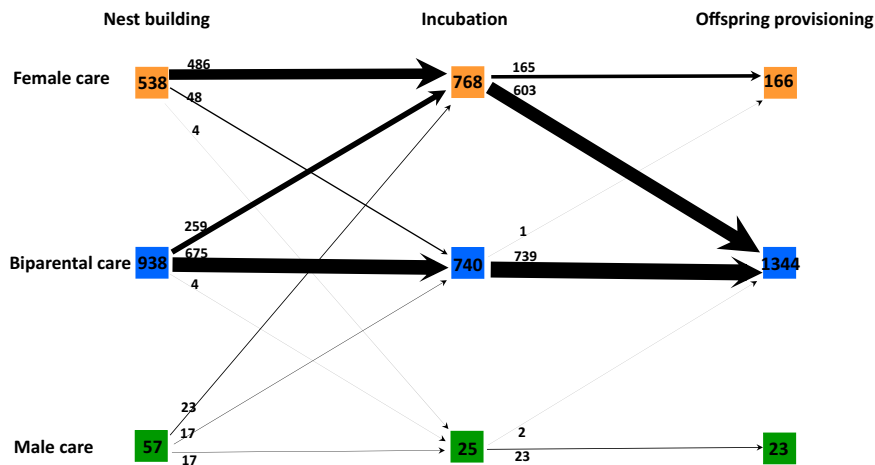 Nest building Incubation Offspring provisioning
486 165
Female care 538 768 166
48 603
4
259 1
675 739
Biparental care 938 740 1344
4
23
17 2
Male care 57 25 23
17 23